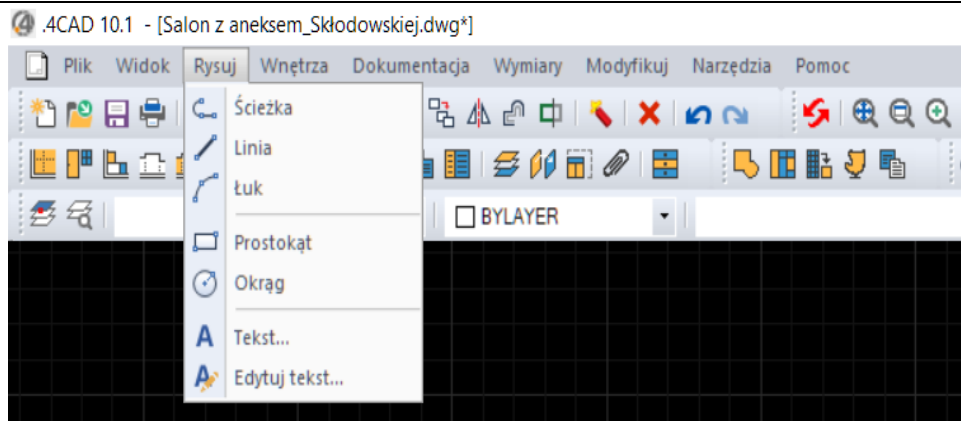 .4CAD 10.1 - [Salon z aneksem_Skłodowskiej.dwg*]
Plik Widok Rysuj Wnętrza Dokumentacja Wymiary Modyfikuj Narzędzia Pomoc
Ścieżka
Linia
Łuk
BYLAYER
Prostokąt
Okrąg
Tekst...
Edytuj tekst...